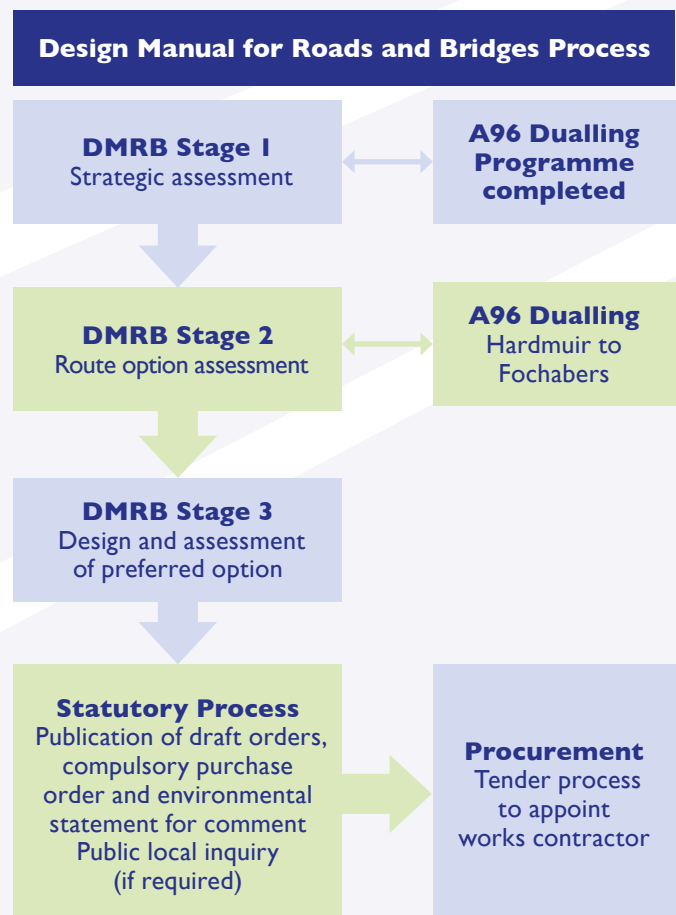 Design Manual for Roads and Bridges Process
DMRB Stage 1
Strategic assessment
A96 Dualling
Programme
completed
DMRB Stage 2
Route option assessment
A96 Dualling
Hardmuir to
Fochabers
DMRB Stage 3
Design and assessment
of preferred option
Statutory Process
Publication of draft orders,
compulsory purchase
order and environmental
statement for comment
Public local inquiry
(if required)
Procurement
Tender process
to appoint
works contractor